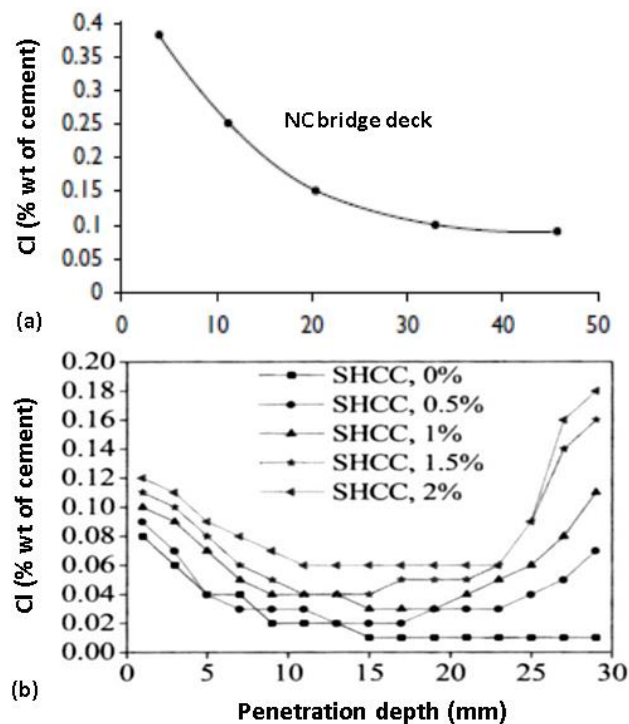 (a)
Cl (% wt of cement)
0.4
0.35
0.3
0.25
0.2
0.15
0.1
0.05
0
NC bridge deck
0 10 20 30 40 50
(b)
Cl (% wt of cement)
0.20
0.18
0.16
0.14
0.12
0.10
0.08
0.06
0.04
0.02
0.00
SHCC, 0%
SHCC, 0.5%
SHCC, 1%
SHCC, 1.5%
SHCC, 2%
0 5 10 15 20 25 30
Penetration depth (mm)